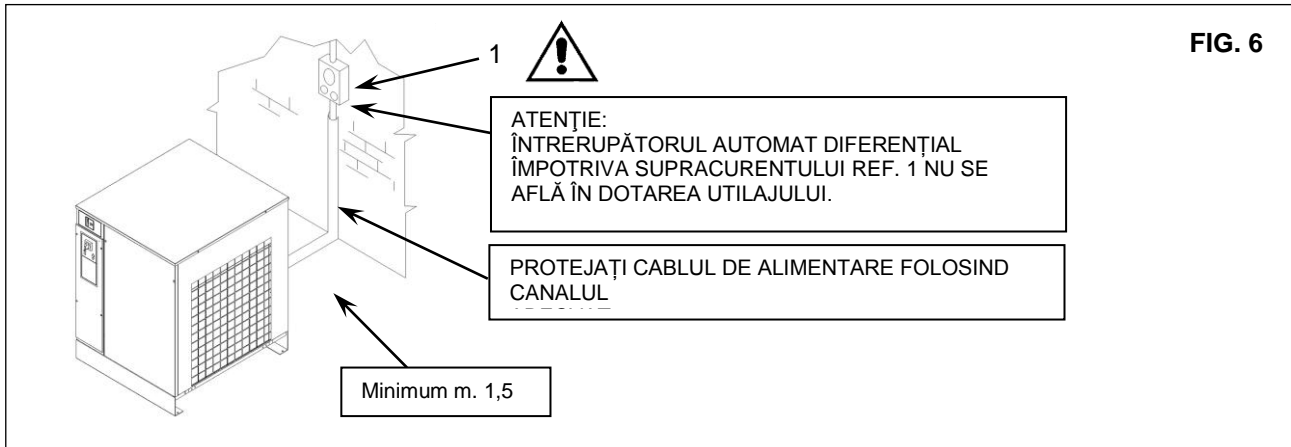 FIG. 6
1
ATENŢIE:
ÎNTRERUPĂTORUL AUTOMAT DIFERENȚIAL
ÎMPOTRIVA SUPRACURENTULUI REF. 1 NU SE
AFLĂ ÎN DOTAREA UTILAJULUI.
PROTEJAȚI CABLUL DE ALIMENTARE FOLOSIND
CANALUL
Minimum m. 1,5